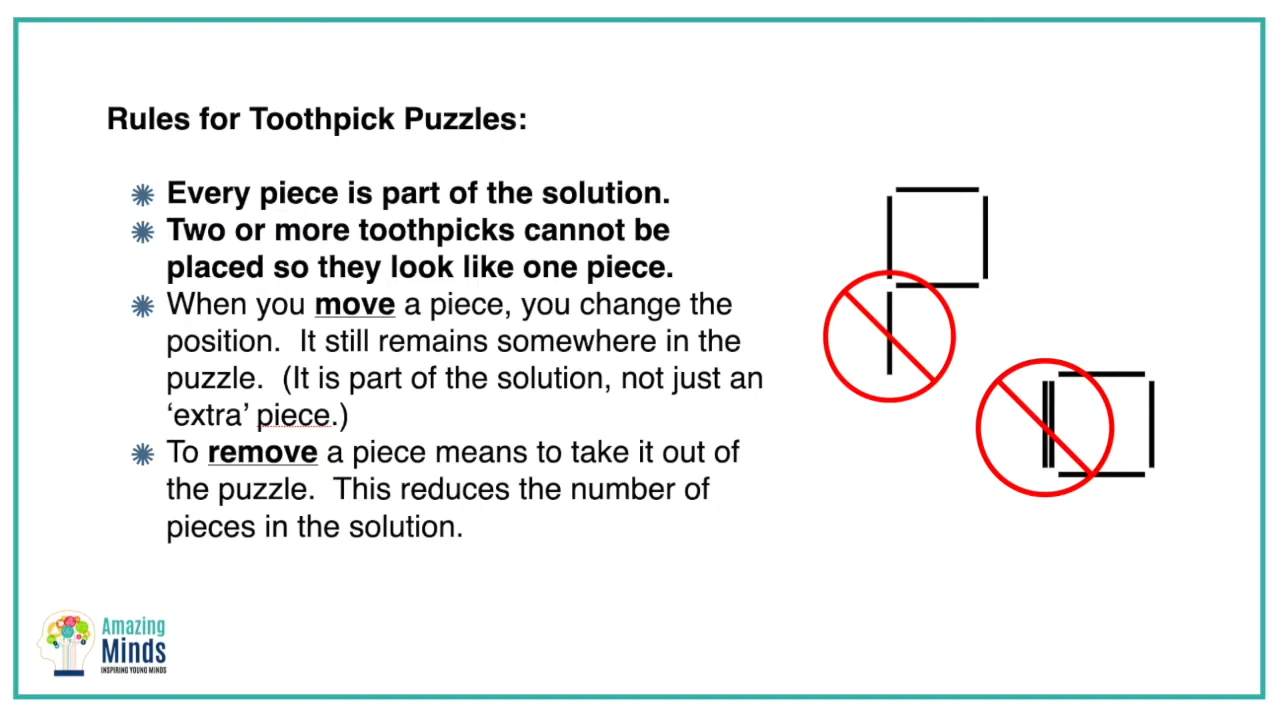 Rules for Toothpick Puzzles:
Every piece is part of the solution.
Two or more toothpicks cannot be
placed so they look like one piece.
When you move a piece, you change the
position.  It still remains somewhere in the
puzzle.  (It is part of the solution, not just an
‘extra’ piece.)
To remove a piece means to take it out of
the puzzle.  This reduces the number of
pieces in the solution.
Amazing
Minds
INSPIRING YOUNG MINDS